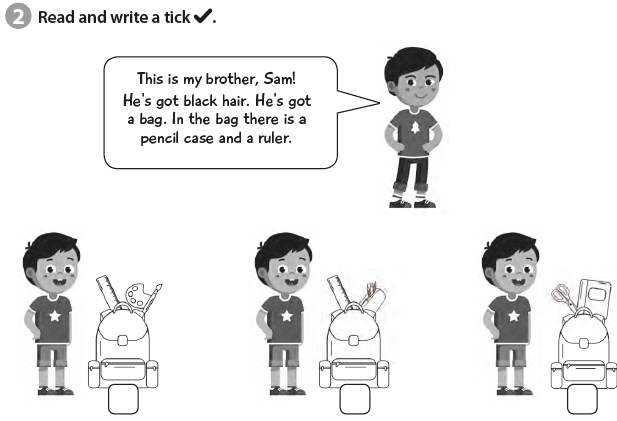 2 Read and write a tick ✔.
This is my brother, Sam!
He's got black hair. He's got
a bag. In the bag there is a
pencil case and a ruler.